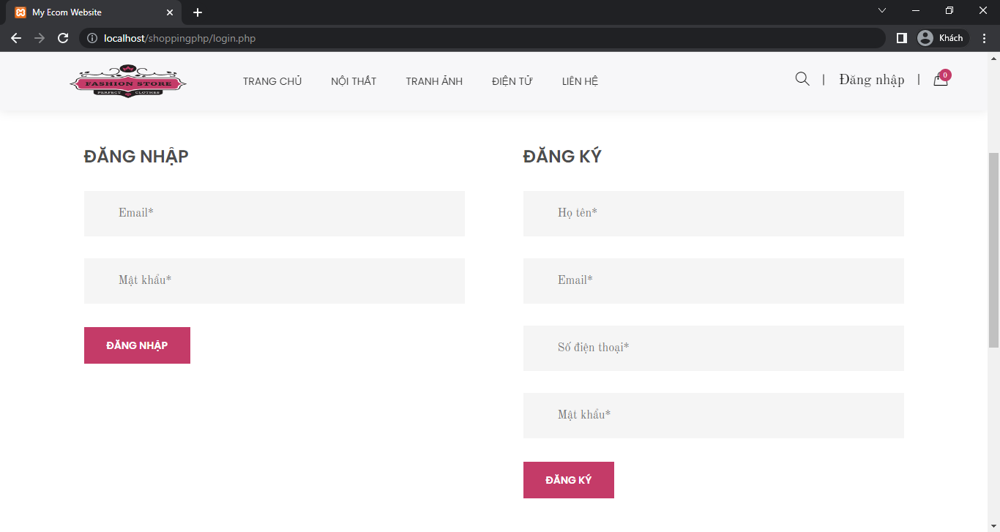 My Ecom Website
localhost/shoppingphp/login.php
Khách
FASHION STORE
PERFECT CLOTHES
TRANG CHỦ NỘI THẤT TRANH ẢNH ĐIỆN TỬ LIÊN HỆ
| Đăng nhập | 0
ĐĂNG NHẬP
Email*
Mật khẩu*
ĐĂNG NHẬP
ĐĂNG KÝ
Họ tên*
Email*
Số điện thoại*
Mật khẩu*
ĐĂNG KÝ